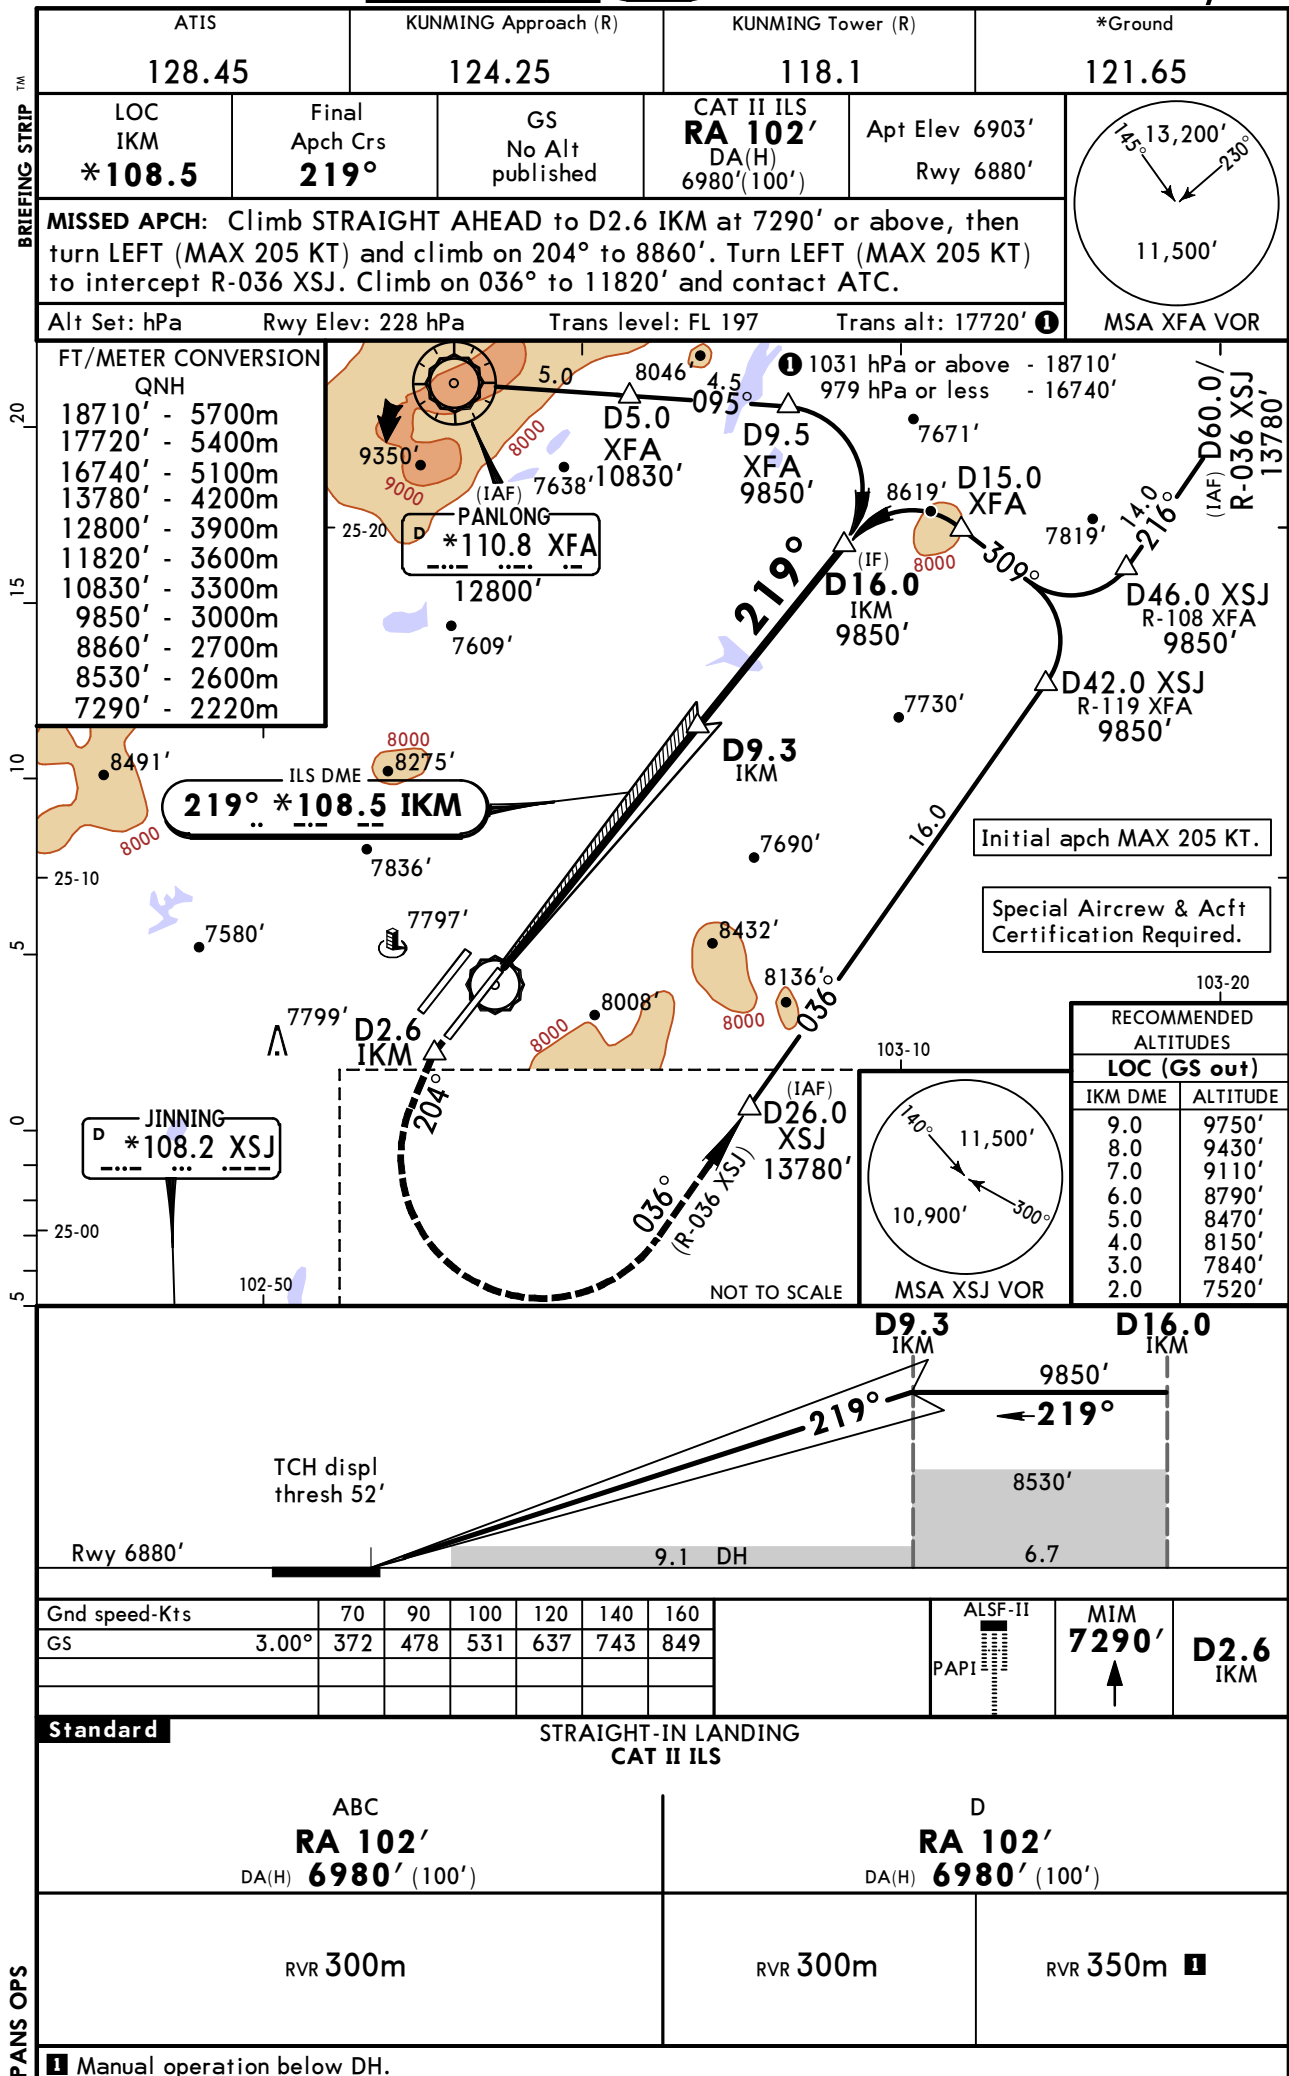 ATIS
128.45
KUNMING Approach (R)
124.25
KUNMING Tower (R)
118.1
*Ground
121.65
BRIEFING STRIP TM
LOC
IKM
*108.5
Final
Apch Crs
219°
GS
No Alt
published
CAT II ILS
RA 102'
DA(H)
6980'(100')
Apt Elev 6903'
Rwy 6880'
145°
13,200'
230°
11,500'
MSA XFA VOR
MISSED APCH: Climb STRAIGHT AHEAD to D2.6 IKM at 7290' or above, then
turn LEFT (MAX 205 KT) and climb on 204° to 8860'. Turn LEFT (MAX 205 KT)
to intercept R-036 XSJ. Climb on 036° to 11820' and contact ATC.
Alt Set: hPa Rwy Elev: 228 hPa Trans level: FL 197 Trans alt: 17720' 1
FT/METER CONVERSION
QNH
18710' - 5700m
17720' - 5400m
16740' - 5100m
13780' - 4200m
12800' - 3900m
11820' - 3600m
10830' - 3300m
9850' - 3000m
8860' - 2700m
8530' - 2600m
7290' - 2220m
1 1031 hPa or above - 18710'
979 hPa or less - 16740'
5.0
8046'
4.5
095°
D5.0
XFA
10830'
D9.5
XFA
9850'
7671'
(IAF) D60.0/
R-036 XSJ
13780'
9350'
9000
8000
7638'
(IAF)
PANLONG
D *110.8 XFA
12800'
8619'
D15.0
XFA
8000
309°
7819'
14.0
216°
D46.0 XSJ
R-108 XFA
9850'
(IF)
D16.0
IKM
9850'
219°
7609'
D42.0 XSJ
R-119 XFA
9850'
7730'
D9.3
IKM
20
15
10
5
0
5
25-20
25-10
25-00
102-50
103-10
103-20
8491'
8000
8000
8275'
ILS DME
219° *108.5 IKM
7836'
7690'
16.0
Initial apch MAX 205 KT.
Special Aircrew & Acft
Certification Required.
7580'
7797'
8432'
8136'
8000
036°
7799'
D2.6
IKM
8008'
8000
204°
JINNING
D *108.2 XSJ
(IAF)
D26.0
XSJ
13780'
036°
(R-036 XSJ)
NOT TO SCALE
140°
11,500'
10,900'
300°
MSA XSJ VOR
RECOMMENDED
ALTITUDES
LOC (GS out)
IKM DME ALTITUDE
9.0 9750'
8.0 9430'
7.0 9110'
6.0 8790'
5.0 8470'
4.0 8150'
3.0 7840'
2.0 7520'
D9.3
IKM
D16.0
IKM
9850'
219°
219°
TCH displ
thresh 52'
8530'
Rwy 6880'
9.1 DH
6.7
Gnd speed-Kts 70 90 100 120 140 160
GS 3.00° 372 478 531 637 743 849
ALSF-II
PAPI
MIM
7290'
D2.6
IKM
Standard
STRAIGHT-IN LANDING
CAT II ILS
ABC
RA 102'
DA(H) 6980' (100')
D
RA 102'
DA(H) 6980' (100')
RVR 300m
RVR 300m
RVR 350m 1
PANS OPS
1 Manual operation below DH.